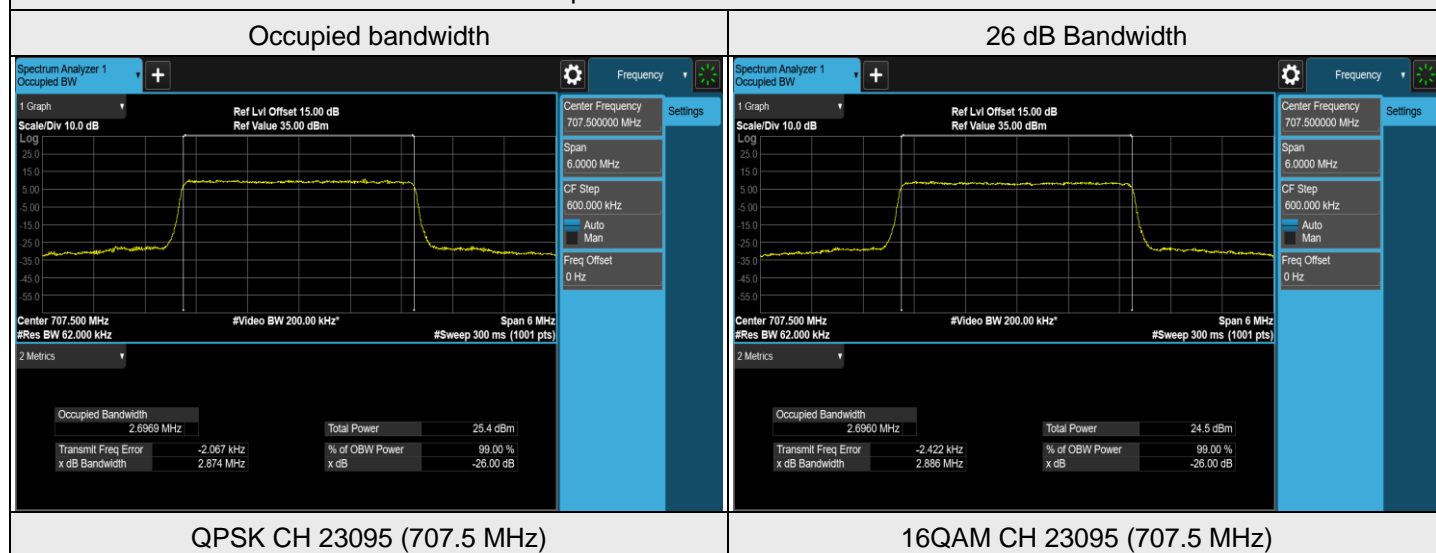 Occupied bandwidth
26 dB Bandwidth
Spectrum Analyzer 1
Occupied BW
+
Frequency
1 Graph
Scale/Div 10.0 dB
Ref Lvl Offset 15.00 dB
Ref Value 35.00 dBm
Log
25.0
15.0
5.00
-5.00
-15.0
-25.0
-35.0
-45.0
-55.0
Center 707.500 MHz
#Res BW 62.000 kHz
#Video BW 200.00 kHz*
Span 6 MHz
#Sweep 300 ms (1001 pts)
Center Frequency
707.500000 MHz
Settings
Span
6.0000 MHz
CF Step
600.000 kHz
Auto
Man
Freq Offset
0 Hz
2 Metrics
Occupied Bandwidth
2.6969 MHz
Total Power 25.4 dBm
Transmit Freq Error -2.067 kHz
% of OBW Power 99.00 %
x dB Bandwidth 2.874 MHz
x dB -26.00 dB
Spectrum Analyzer 1
Occupied BW
+
Frequency
1 Graph
Scale/Div 10.0 dB
Ref Lvl Offset 15.00 dB
Ref Value 35.00 dBm
Log
25.0
15.0
5.00
-5.00
-15.0
-25.0
-35.0
-45.0
-55.0
Center 707.500 MHz
#Res BW 62.000 kHz
#Video BW 200.00 kHz*
Span 6 MHz
#Sweep 300 ms (1001 pts)
Center Frequency
707.500000 MHz
Settings
Span
6.0000 MHz
CF Step
600.000 kHz
Auto
Man
Freq Offset
0 Hz
2 Metrics
Occupied Bandwidth
2.6960 MHz
Total Power 24.5 dBm
Transmit Freq Error -2.422 kHz
% of OBW Power 99.00 %
x dB Bandwidth 2.886 MHz
x dB -26.00 dB
QPSK CH 23095 (707.5 MHz)
16QAM CH 23095 (707.5 MHz)